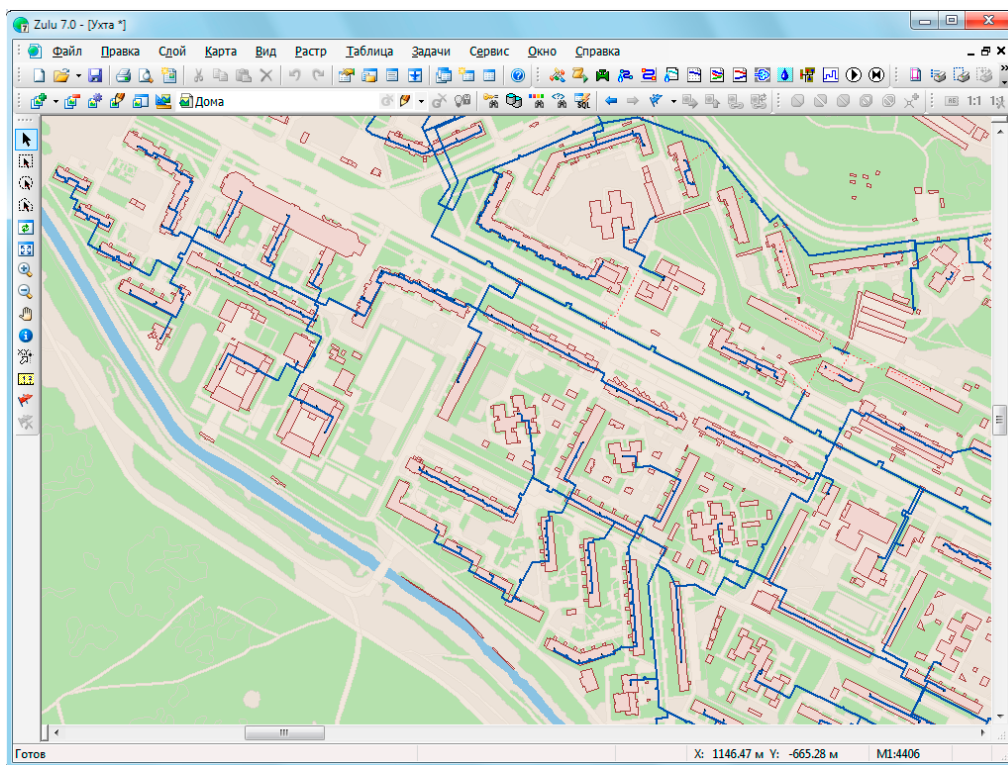 Zulu 7.0 - [Ухта *]
Файл Правка Слой Карта Вид Растр Таблица Задачи Сервис Окно Справка
Дома
1:1
Готов X: 1146.47 м Y: -665.28 м М1:4406